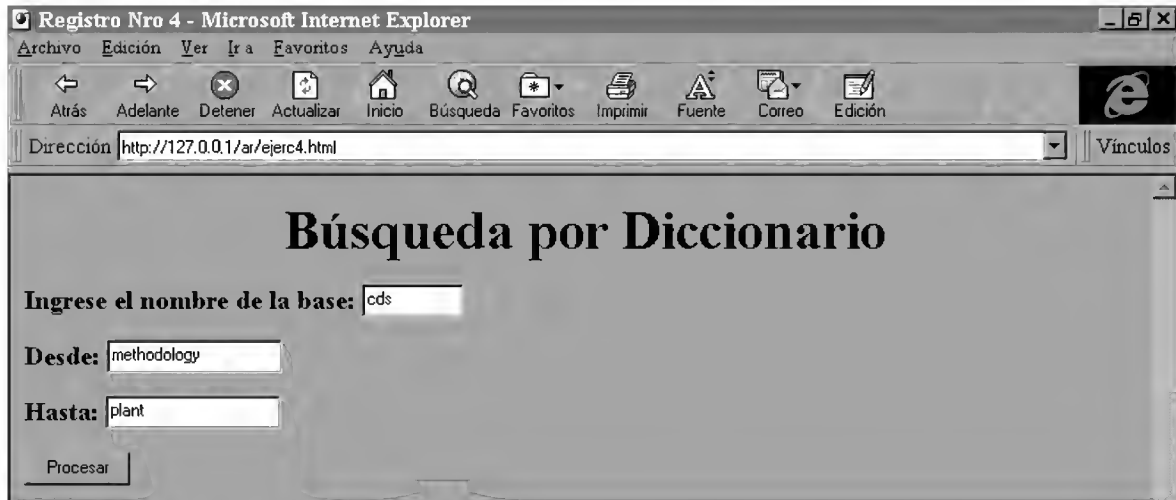 Registro Nro 4 - Microsoft Internet Explorer
Archivo Edición Ver Ir a Favoritos Ayuda
Atrás Adelante Detener Actualizar Inicio Búsqueda Favoritos Imprimir Fuente Correo Edición
Dirección http://127.0.0.1/ar/ejerc4.html Vínculos
Búsqueda por Diccionario
Ingrese el nombre de la base: cds
Desde: methodology
Hasta: plant
Procesar